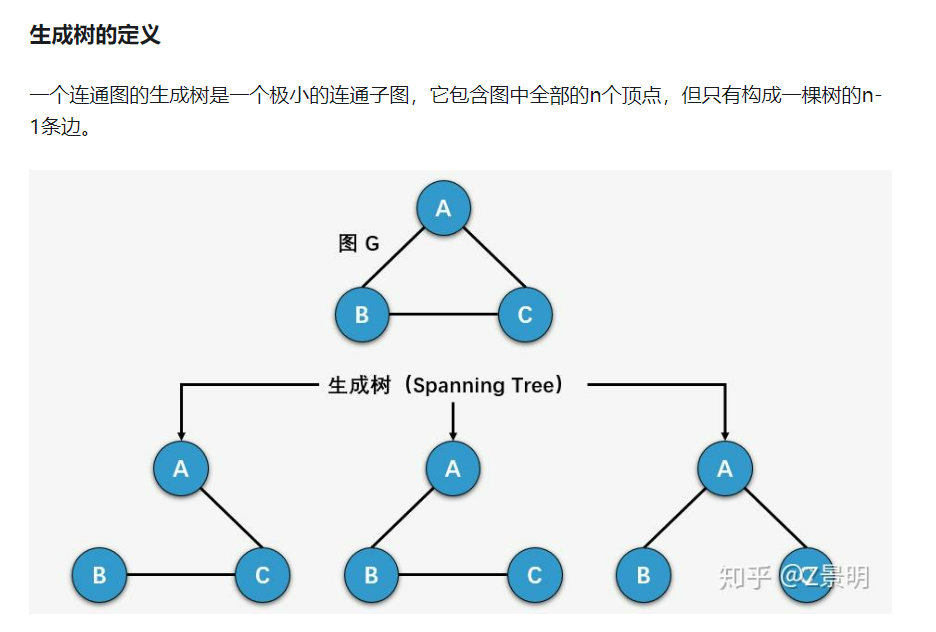 生成树的定义
一个连通图的生成树是一个极小的连通子图，它包含图中全部的n个顶点，但只有构成一棵树的n-
1条边。
A
图 G
B C
生成树（Spanning Tree）
A A A
B C B C B C
知乎 @Z景明